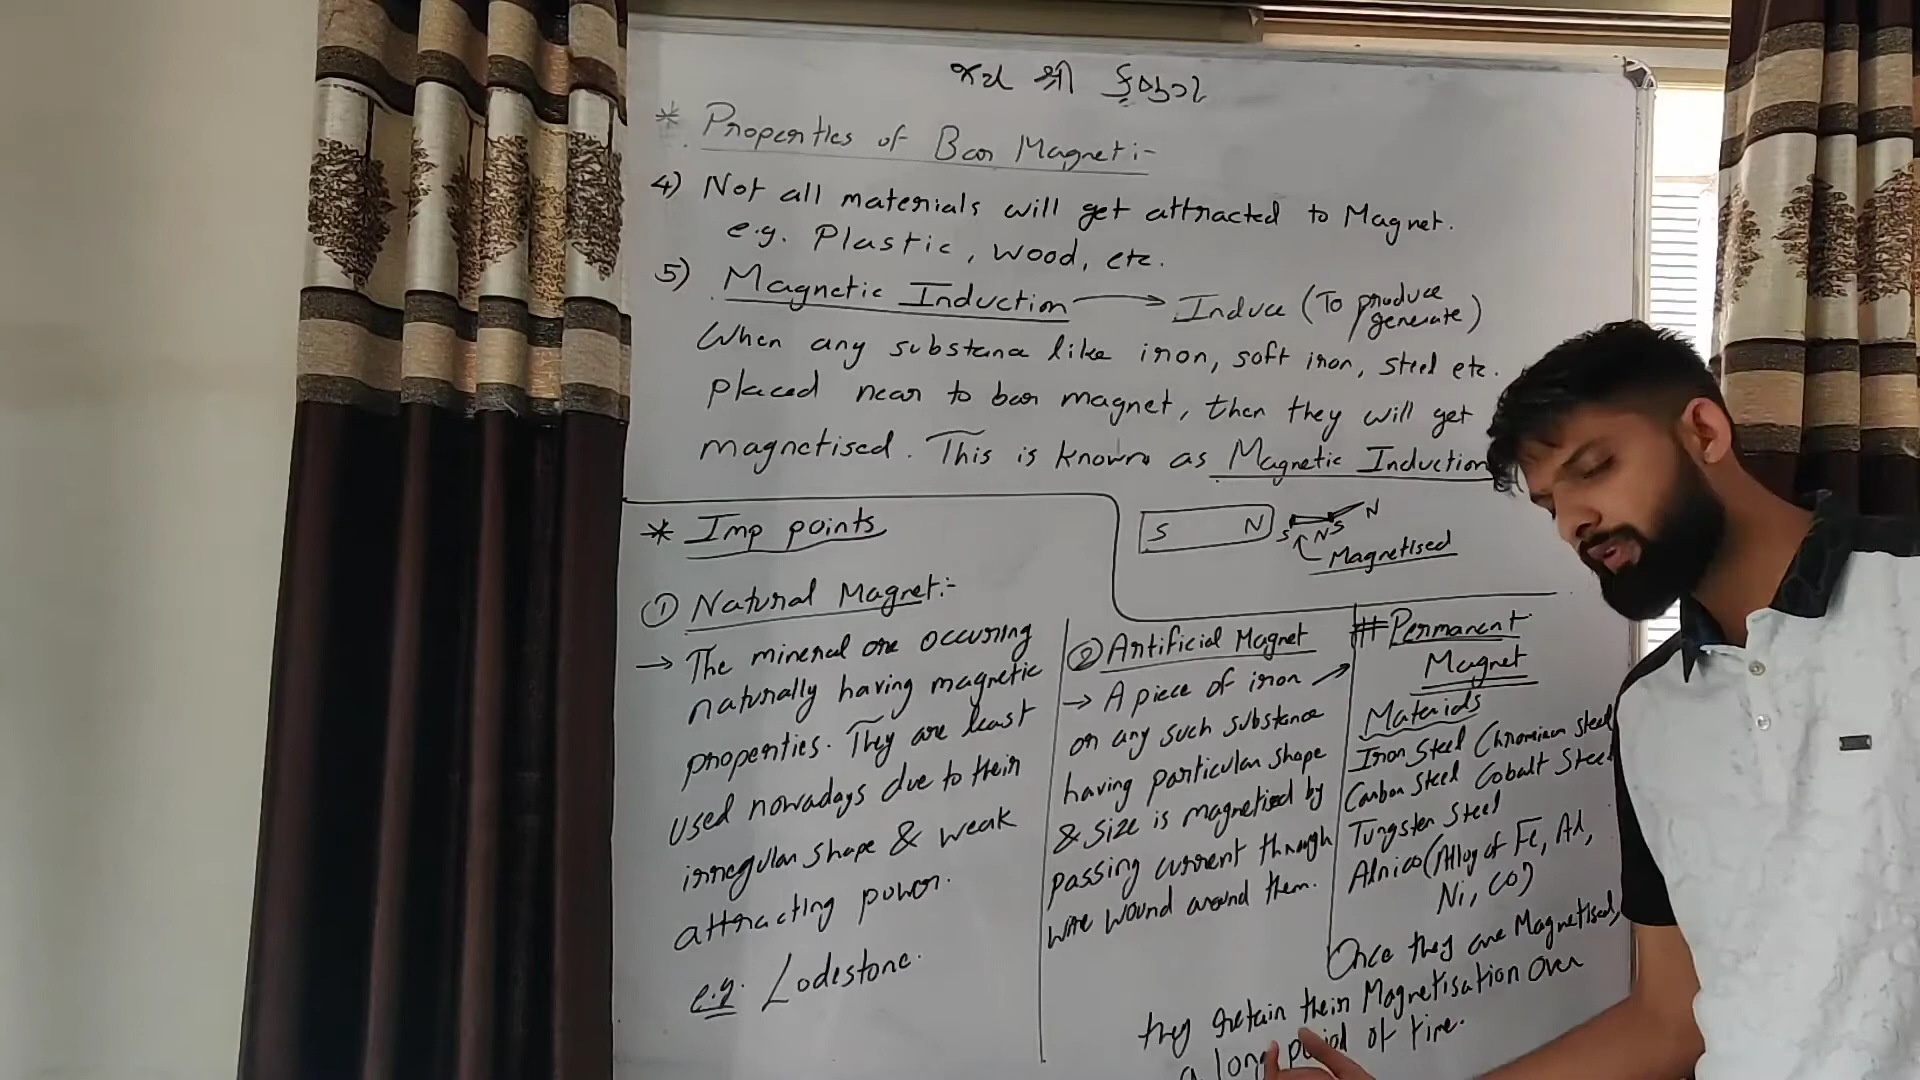 જય શ્રી કૃષ્ણ
* Properties of Bar Magnet:-
4) Not all materials will get attracted to Magnet.
e.g. Plastic, wood, etc.
5) Magnetic Induction → Induce (To produce
generate)
When any substance like iron, soft iron, steel etc.
placed near to bar magnet, then they will get
magnetised. This is known as Magnetic Induction
S N S N S N
Magnetised
* Imp points
① Natural Magnet:-
→ The mineral ore occuring
naturally having magnetic
properties. They are least
used nowadays due to their
irregular shape & weak
attracting power.
e.g. Lodestone.
② Artificial Magnet
→ A piece of iron
or any such substance
having particular shape
& size is magnetised by
passing current through
wire wound around them.
# Permanent
Magnet
Materials
Iron Steel Chromium Steel
Carbon Steel Cobalt Steel
Tungsten Steel
Alnico (Alloy of Fe, Al,
Ni, Co)
Once they are Magnetised,
they retain their Magnetisation over
a long period of time.